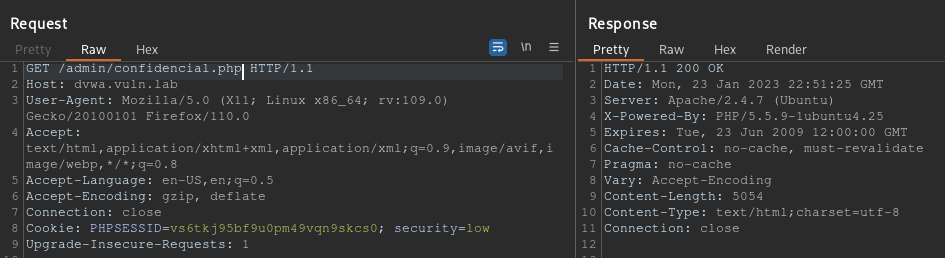 Request
Pretty Raw Hex \n
1 GET /admin/confidencial.php HTTP/1.1
2 Host: dvwa.vuln.lab
3 User-Agent: Mozilla/5.0 (X11; Linux x86_64; rv:109.0)
Gecko/20100101 Firefox/110.0
4 Accept:
text/html,application/xhtml+xml,application/xml;q=0.9,image/avif,i
mage/webp,*/*;q=0.8
5 Accept-Language: en-US,en;q=0.5
6 Accept-Encoding: gzip, deflate
7 Connection: close
8 Cookie: PHPSESSID=vs6tkj95bf9u0pm49vqn9skcs0; security=low
9 Upgrade-Insecure-Requests: 1
Response
Pretty Raw Hex Render
1 HTTP/1.1 200 OK
2 Date: Mon, 23 Jan 2023 22:51:25 GMT
3 Server: Apache/2.4.7 (Ubuntu)
4 X-Powered-By: PHP/5.5.9-1ubuntu4.25
5 Expires: Tue, 23 Jun 2009 12:00:00 GMT
6 Cache-Control: no-cache, must-revalidate
7 Pragma: no-cache
8 Vary: Accept-Encoding
9 Content-Length: 5054
10 Content-Type: text/html;charset=utf-8
11 Connection: close
12